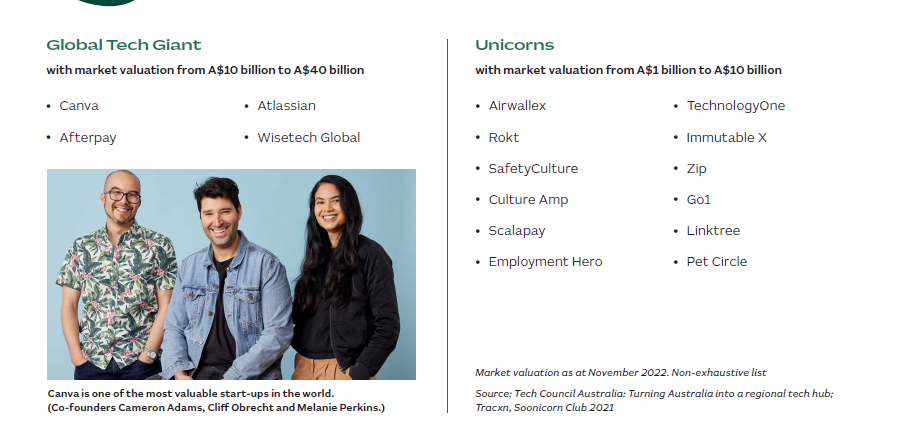 Global Tech Giant
with market valuation from A$10 billion to A$40 billion
• Canva
• Afterpay
• Atlassian
• Wisetech Global
Canva is one of the most valuable start-ups in the world.
(Co-founders Cameron Adams, Cliff Obrecht and Melanie Perkins.)
Unicorns
with market valuation from A$1 billion to A$10 billion
• Airwallex
• Rokt
• SafetyCulture
• Culture Amp
• Scalapay
• Employment Hero
• TechnologyOne
• Immutable X
• Zip
• Go1
• Linktree
• Pet Circle
Market valuation as at November 2022. Non-exhaustive list
Source: Tech Council Australia: Turning Australia into a regional tech hub;
Tracxn, Soonicorn Club 2021